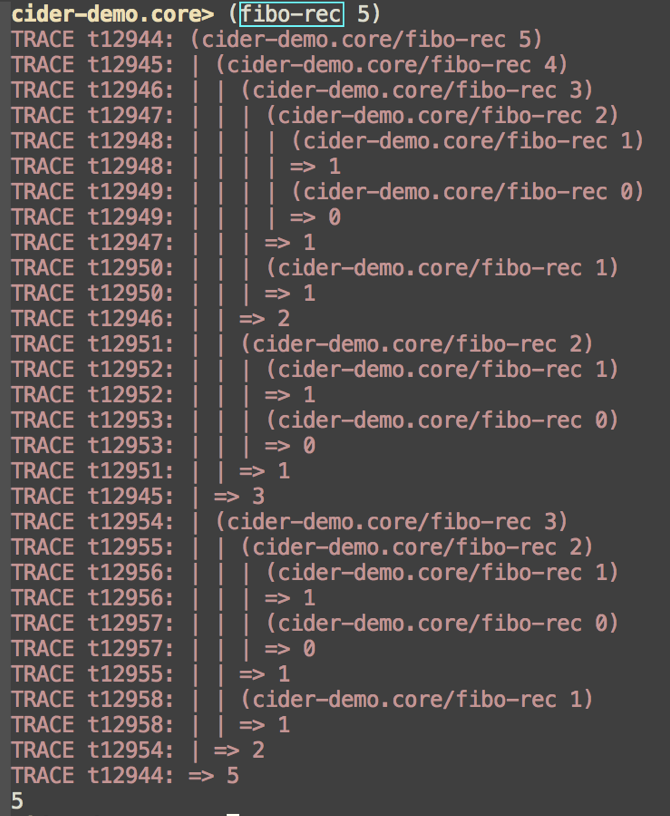 cider-demo.core> (fibo-rec 5)
TRACE t12944: (cider-demo.core/fibo-rec 5)
TRACE t12945: | (cider-demo.core/fibo-rec 4)
TRACE t12946: | | (cider-demo.core/fibo-rec 3)
TRACE t12947: | | | (cider-demo.core/fibo-rec 2)
TRACE t12948: | | | | (cider-demo.core/fibo-rec 1)
TRACE t12948: | | | | => 1
TRACE t12949: | | | | (cider-demo.core/fibo-rec 0)
TRACE t12949: | | | | => 0
TRACE t12947: | | | => 1
TRACE t12950: | | | (cider-demo.core/fibo-rec 1)
TRACE t12950: | | | => 1
TRACE t12946: | | => 2
TRACE t12951: | | (cider-demo.core/fibo-rec 2)
TRACE t12952: | | | (cider-demo.core/fibo-rec 1)
TRACE t12952: | | | => 1
TRACE t12953: | | | (cider-demo.core/fibo-rec 0)
TRACE t12953: | | | => 0
TRACE t12951: | | => 1
TRACE t12945: | => 3
TRACE t12954: | (cider-demo.core/fibo-rec 3)
TRACE t12955: | | (cider-demo.core/fibo-rec 2)
TRACE t12956: | | | (cider-demo.core/fibo-rec 1)
TRACE t12956: | | | => 1
TRACE t12957: | | | (cider-demo.core/fibo-rec 0)
TRACE t12957: | | | => 0
TRACE t12955: | | => 1
TRACE t12958: | | (cider-demo.core/fibo-rec 1)
TRACE t12958: | | => 1
TRACE t12954: | => 2
TRACE t12944: => 5
5